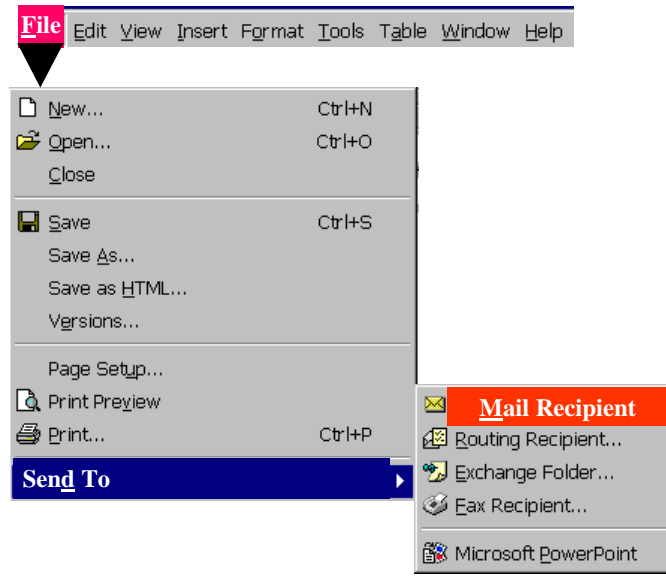 File Edit View Insert Format Tools Table Window Help
New... Ctrl+N
Open... Ctrl+O
Close
Save Ctrl+S
Save As...
Save as HTML...
Versions...
Page Setup...
Print Preview
Print... Ctrl+P
Send To
Mail Recipient
Routing Recipient...
Exchange Folder...
Fax Recipient...
Microsoft PowerPoint